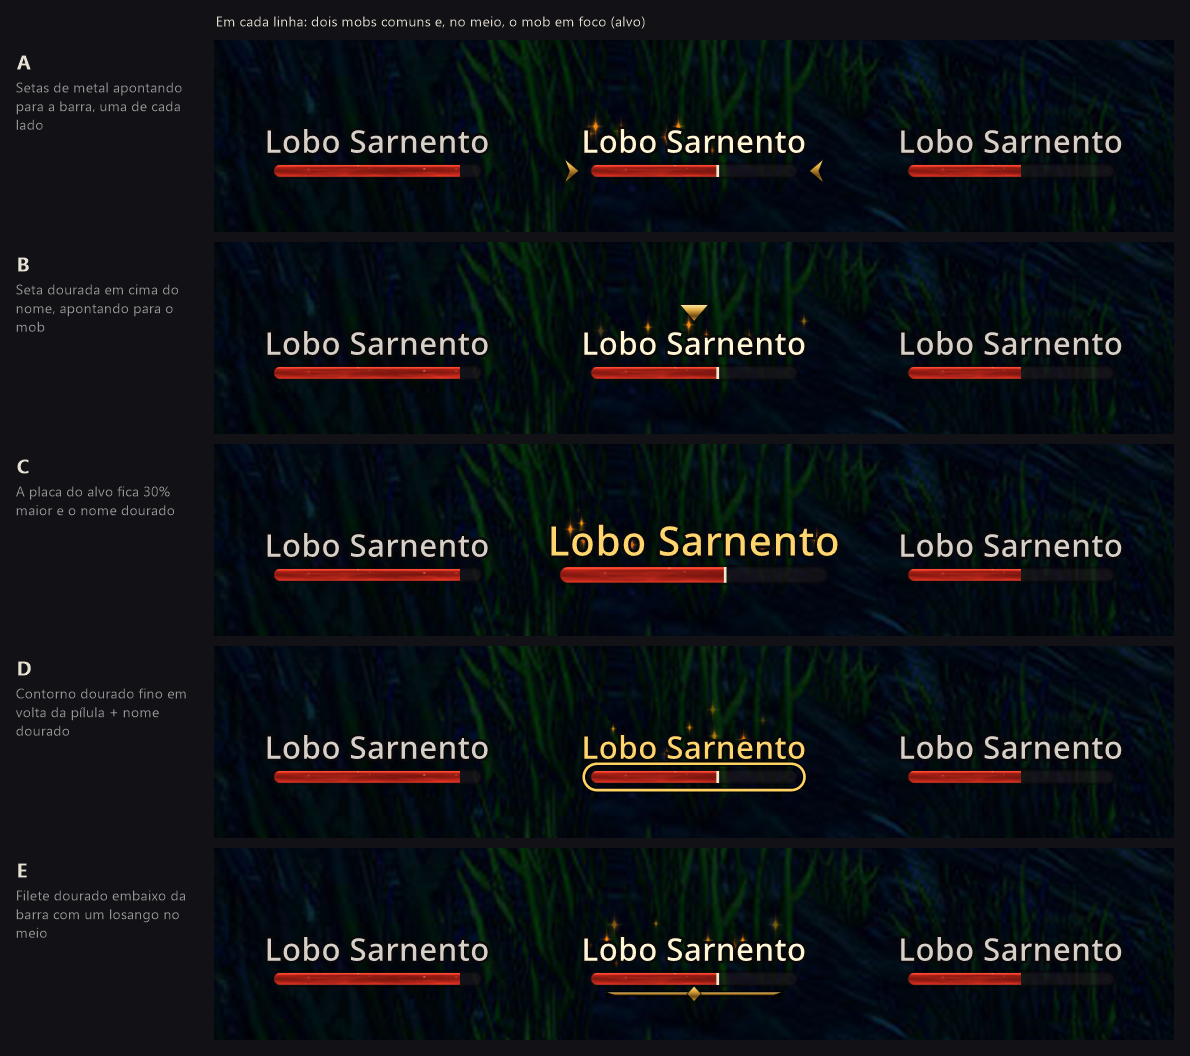 Em cada linha: dois mobs comuns e, no meio, o mob em foco (alvo)
A
Setas de metal apontando
para a barra, uma de cada
lado
Lobo Sarnento Lobo Sarnento Lobo Sarnento
B
Seta dourada em cima do
nome, apontando para o
mob
Lobo Sarnento Lobo Sarnento Lobo Sarnento
C
A placa do alvo fica 30%
maior e o nome dourado
Lobo Sarnento Lobo Sarnento Lobo Sarnento
D
Contorno dourado fino em
volta da pílula + nome
dourado
Lobo Sarnento Lobo Sarnento Lobo Sarnento
E
Filete dourado embaixo da
barra com um losango no
meio
Lobo Sarnento Lobo Sarnento Lobo Sarnento